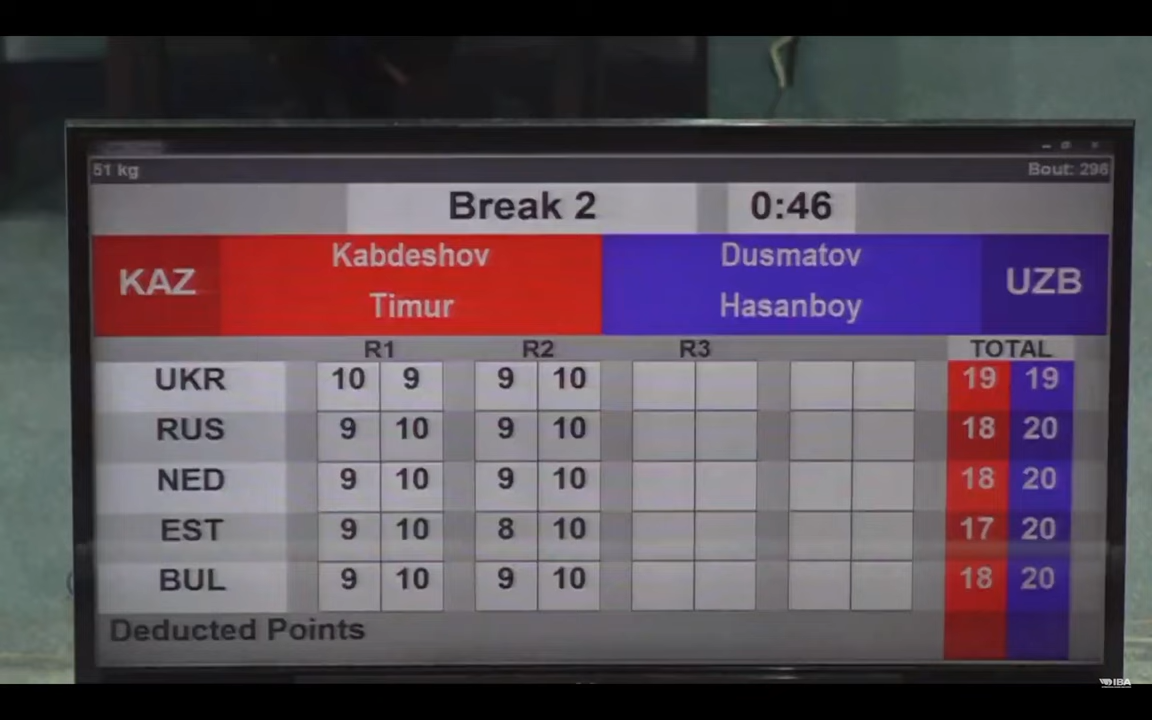 51 kg Bout: 296
Break 2 0:46
KAZ Kabdeshov Timur Dusmatov Hasanboy UZB
R1 R2 R3 TOTAL
UKR 10 9 9 10 19 19
RUS 9 10 9 10 18 20
NED 9 10 9 10 18 20
EST 9 10 8 10 17 20
BUL 9 10 9 10 18 20
Deducted Points
IBA